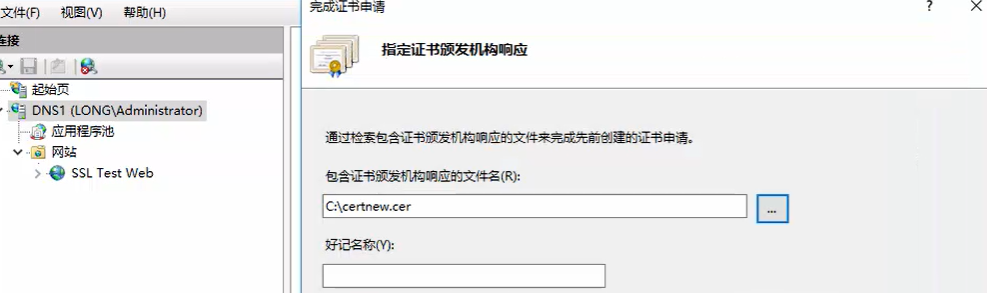 文件(F) 视图(V) 帮助(H)
连接
起始页
DNS1 (LONG\Administrator)
应用程序池
网站
SSL Test Web
完成证书申请
?
指定证书颁发机构响应
通过检索包含证书颁发机构响应的文件来完成先前创建的证书申请。
包含证书颁发机构响应的文件名(R):
C:\certnew.cer
...
好记名称(Y):